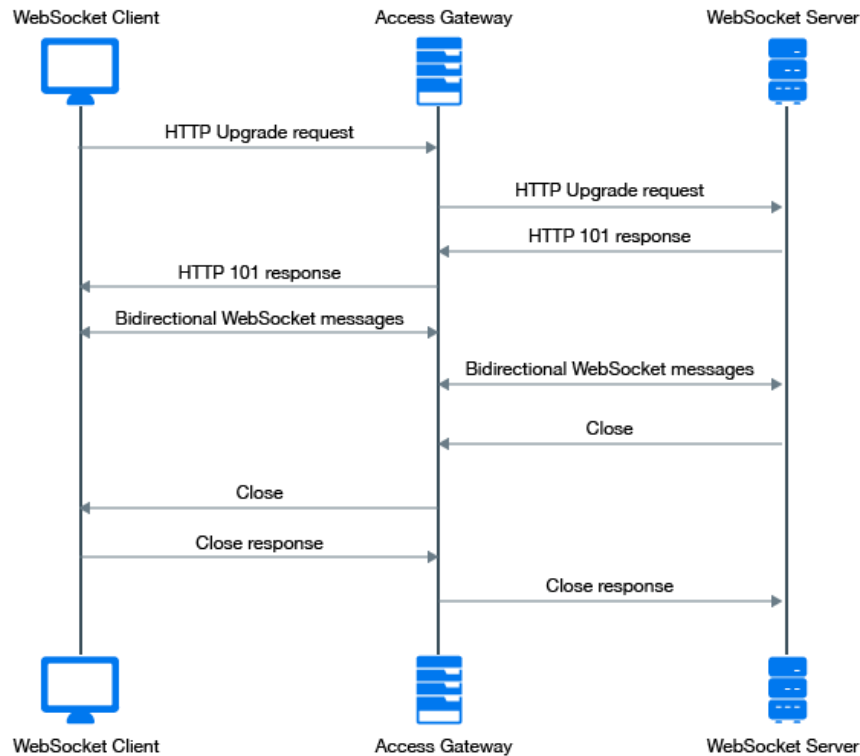 WebSocket Client
Access Gateway
WebSocket Server
HTTP Upgrade request
HTTP Upgrade request
HTTP 101 response
HTTP 101 response
Bidirectional WebSocket messages
Bidirectional WebSocket messages
Close
Close
Close response
Close response
WebSocket Client
Access Gateway
WebSocket Server